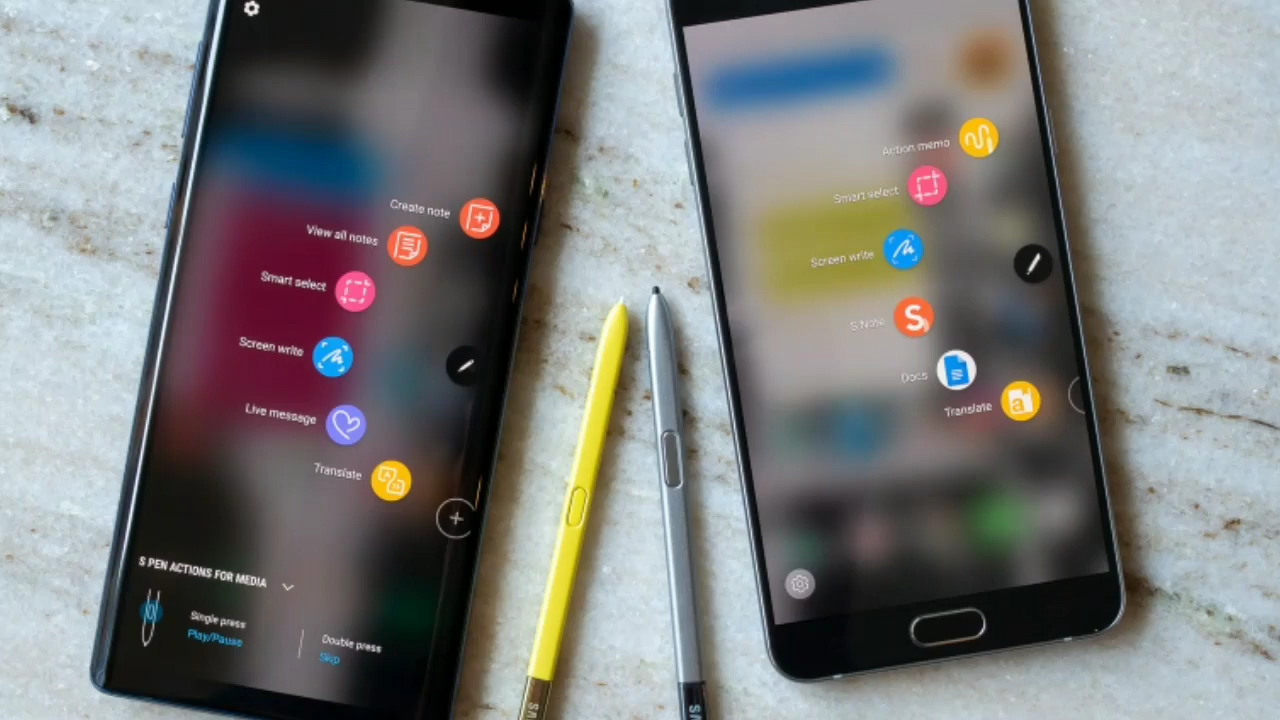 Create note
View all notes
Smart select
Screen write
Live message
Translate
S PEN ACTIONS FOR MEDIA
Single press
Play/Pause
Double press
Skip
Action memo
Smart select
Screen write
S Note
Docs
Translate